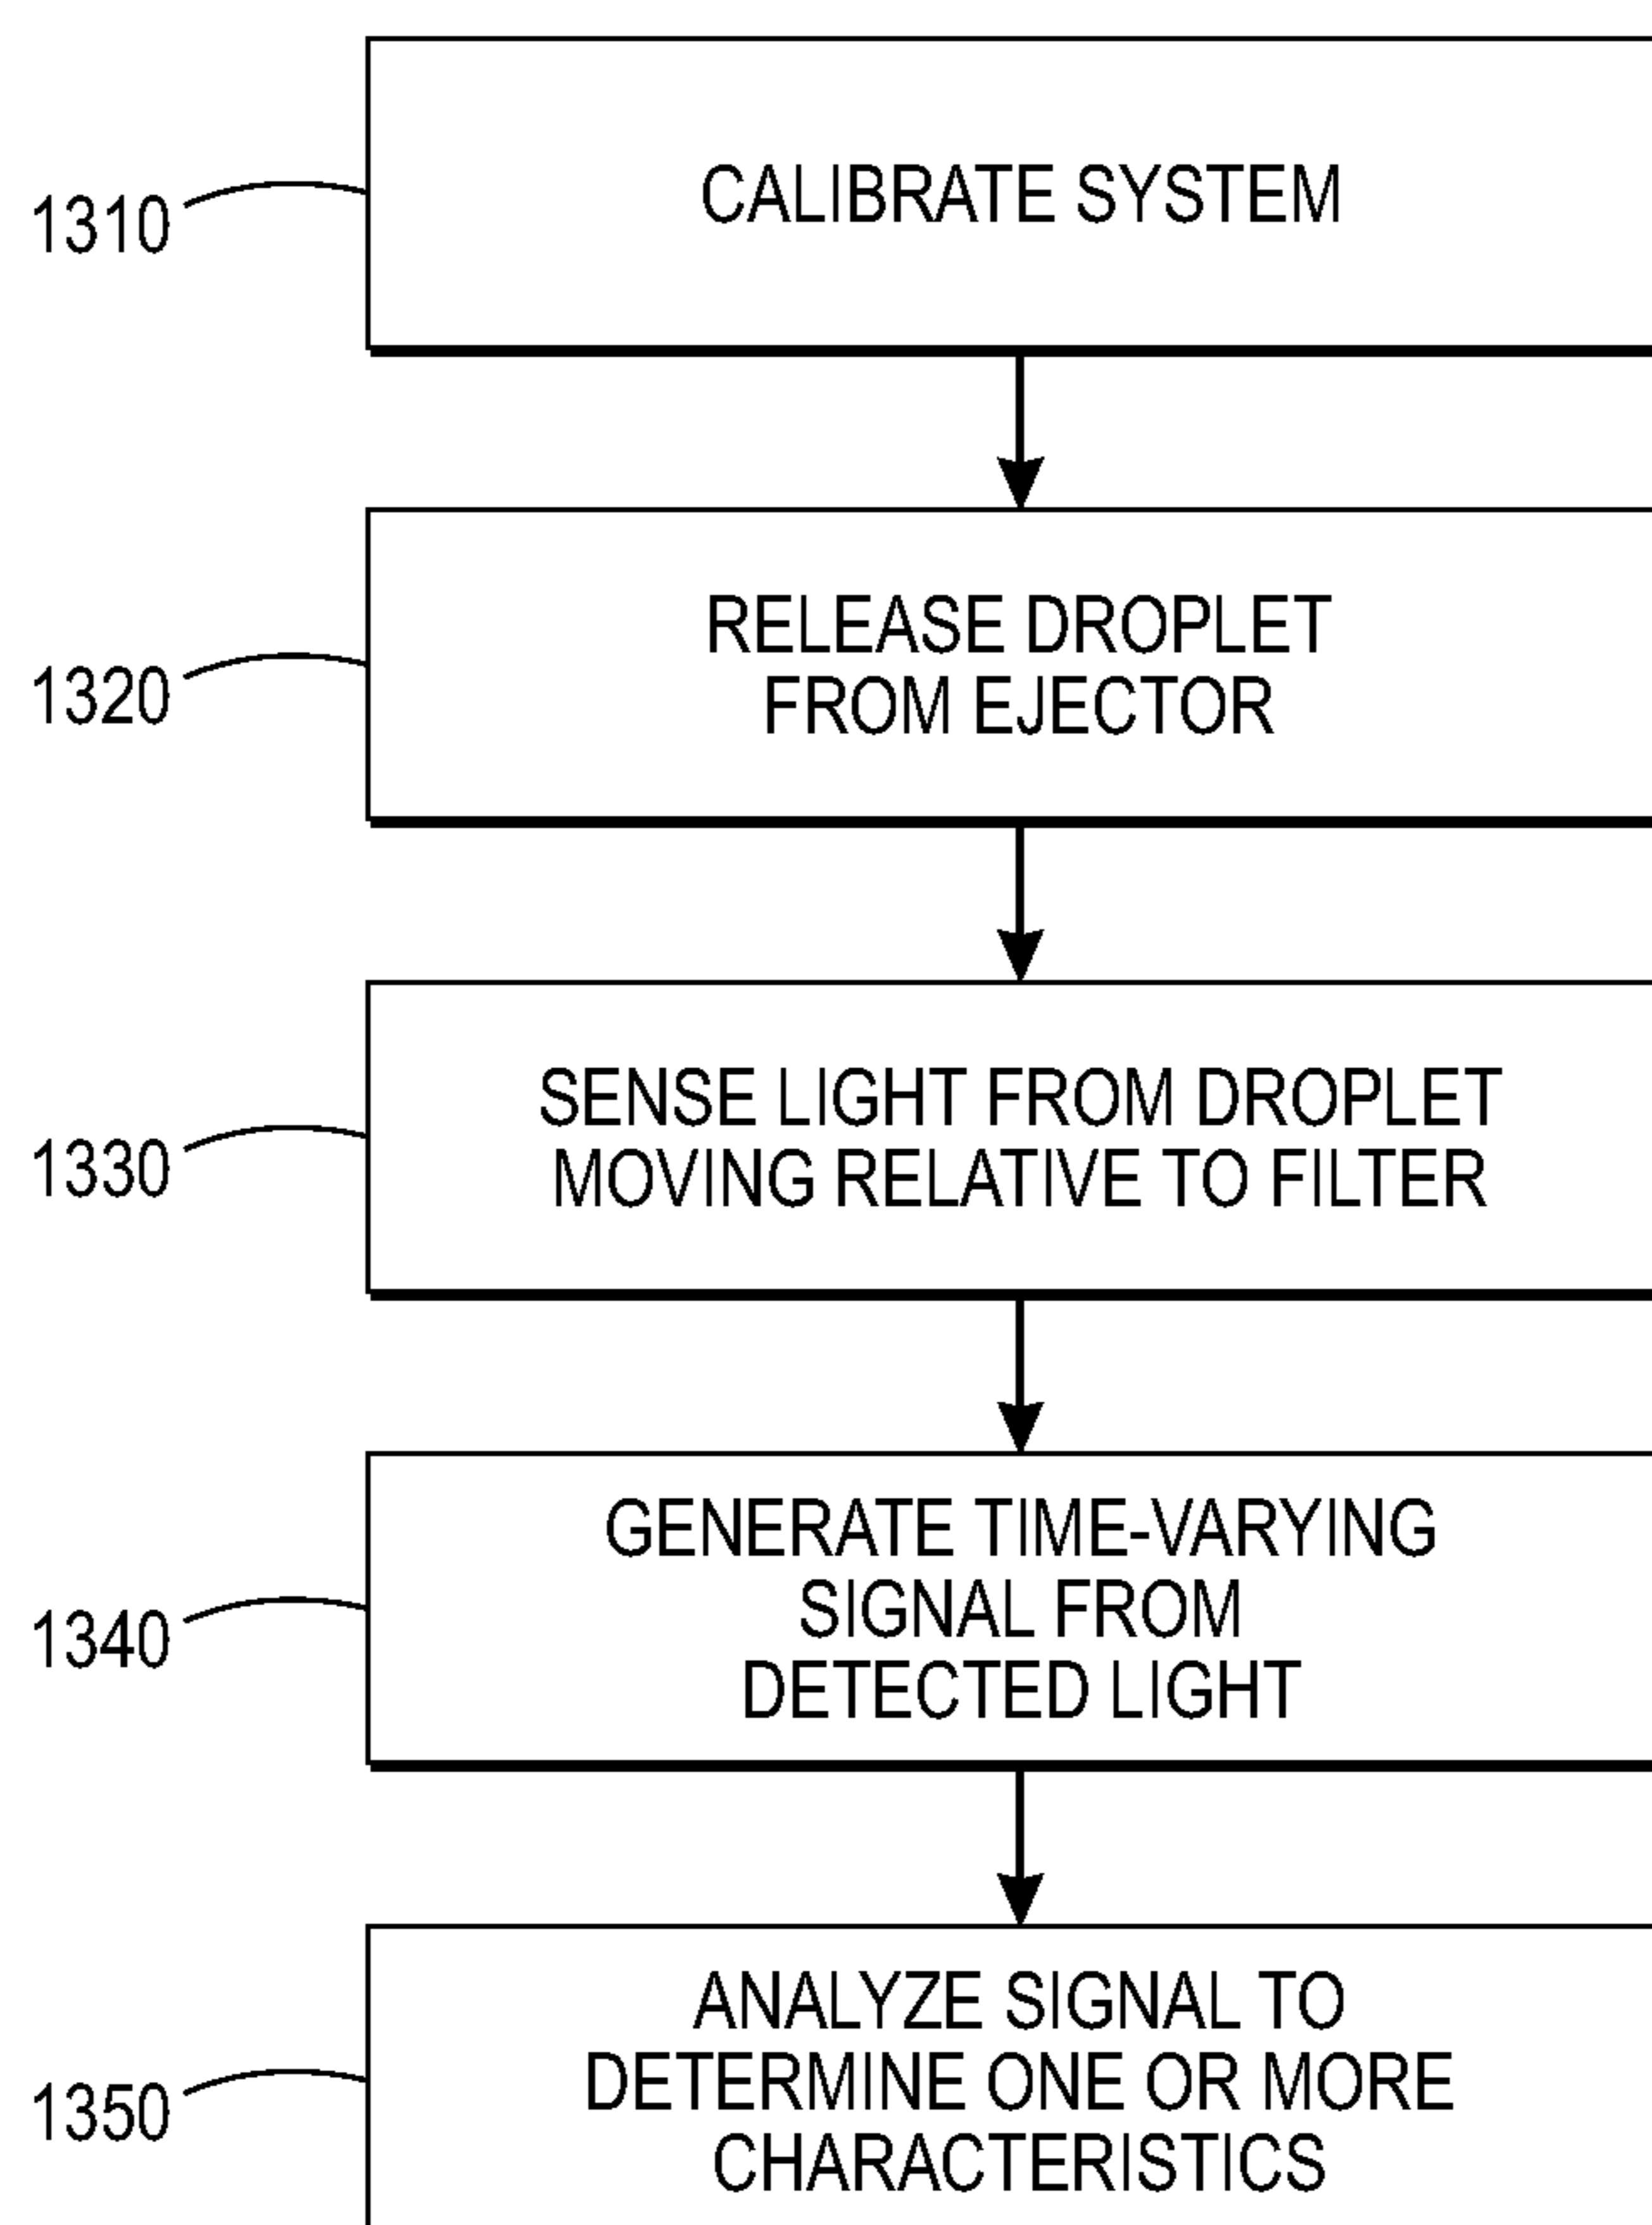 1310
CALIBRATE SYSTEM
1320
RELEASE DROPLET
FROM EJECTOR
1330
SENSE LIGHT FROM DROPLET
MOVING RELATIVE TO FILTER
1340
GENERATE TIME-VARYING
SIGNAL FROM
DETECTED LIGHT
1350
ANALYZE SIGNAL TO
DETERMINE ONE OR MORE
CHARACTERISTICS